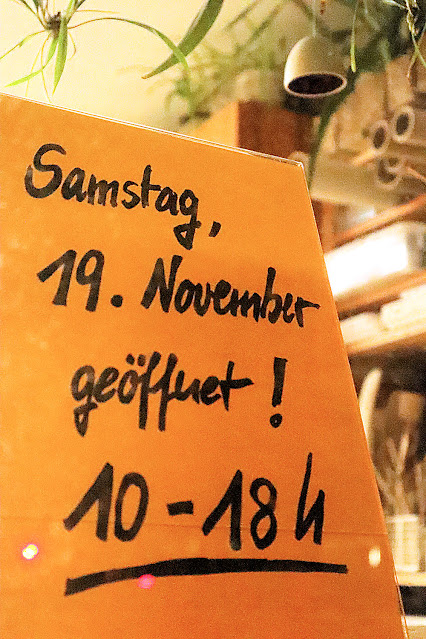 Samstag,
19. November
geöffnet!
10-18h